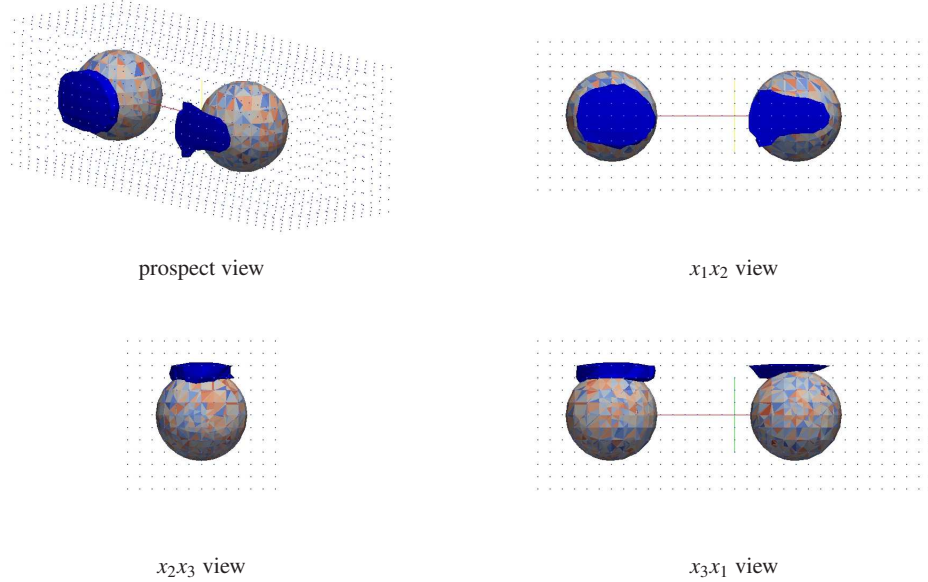 prospect view
x₁x₂ view
x₂x₃ view
x₃x₁ view